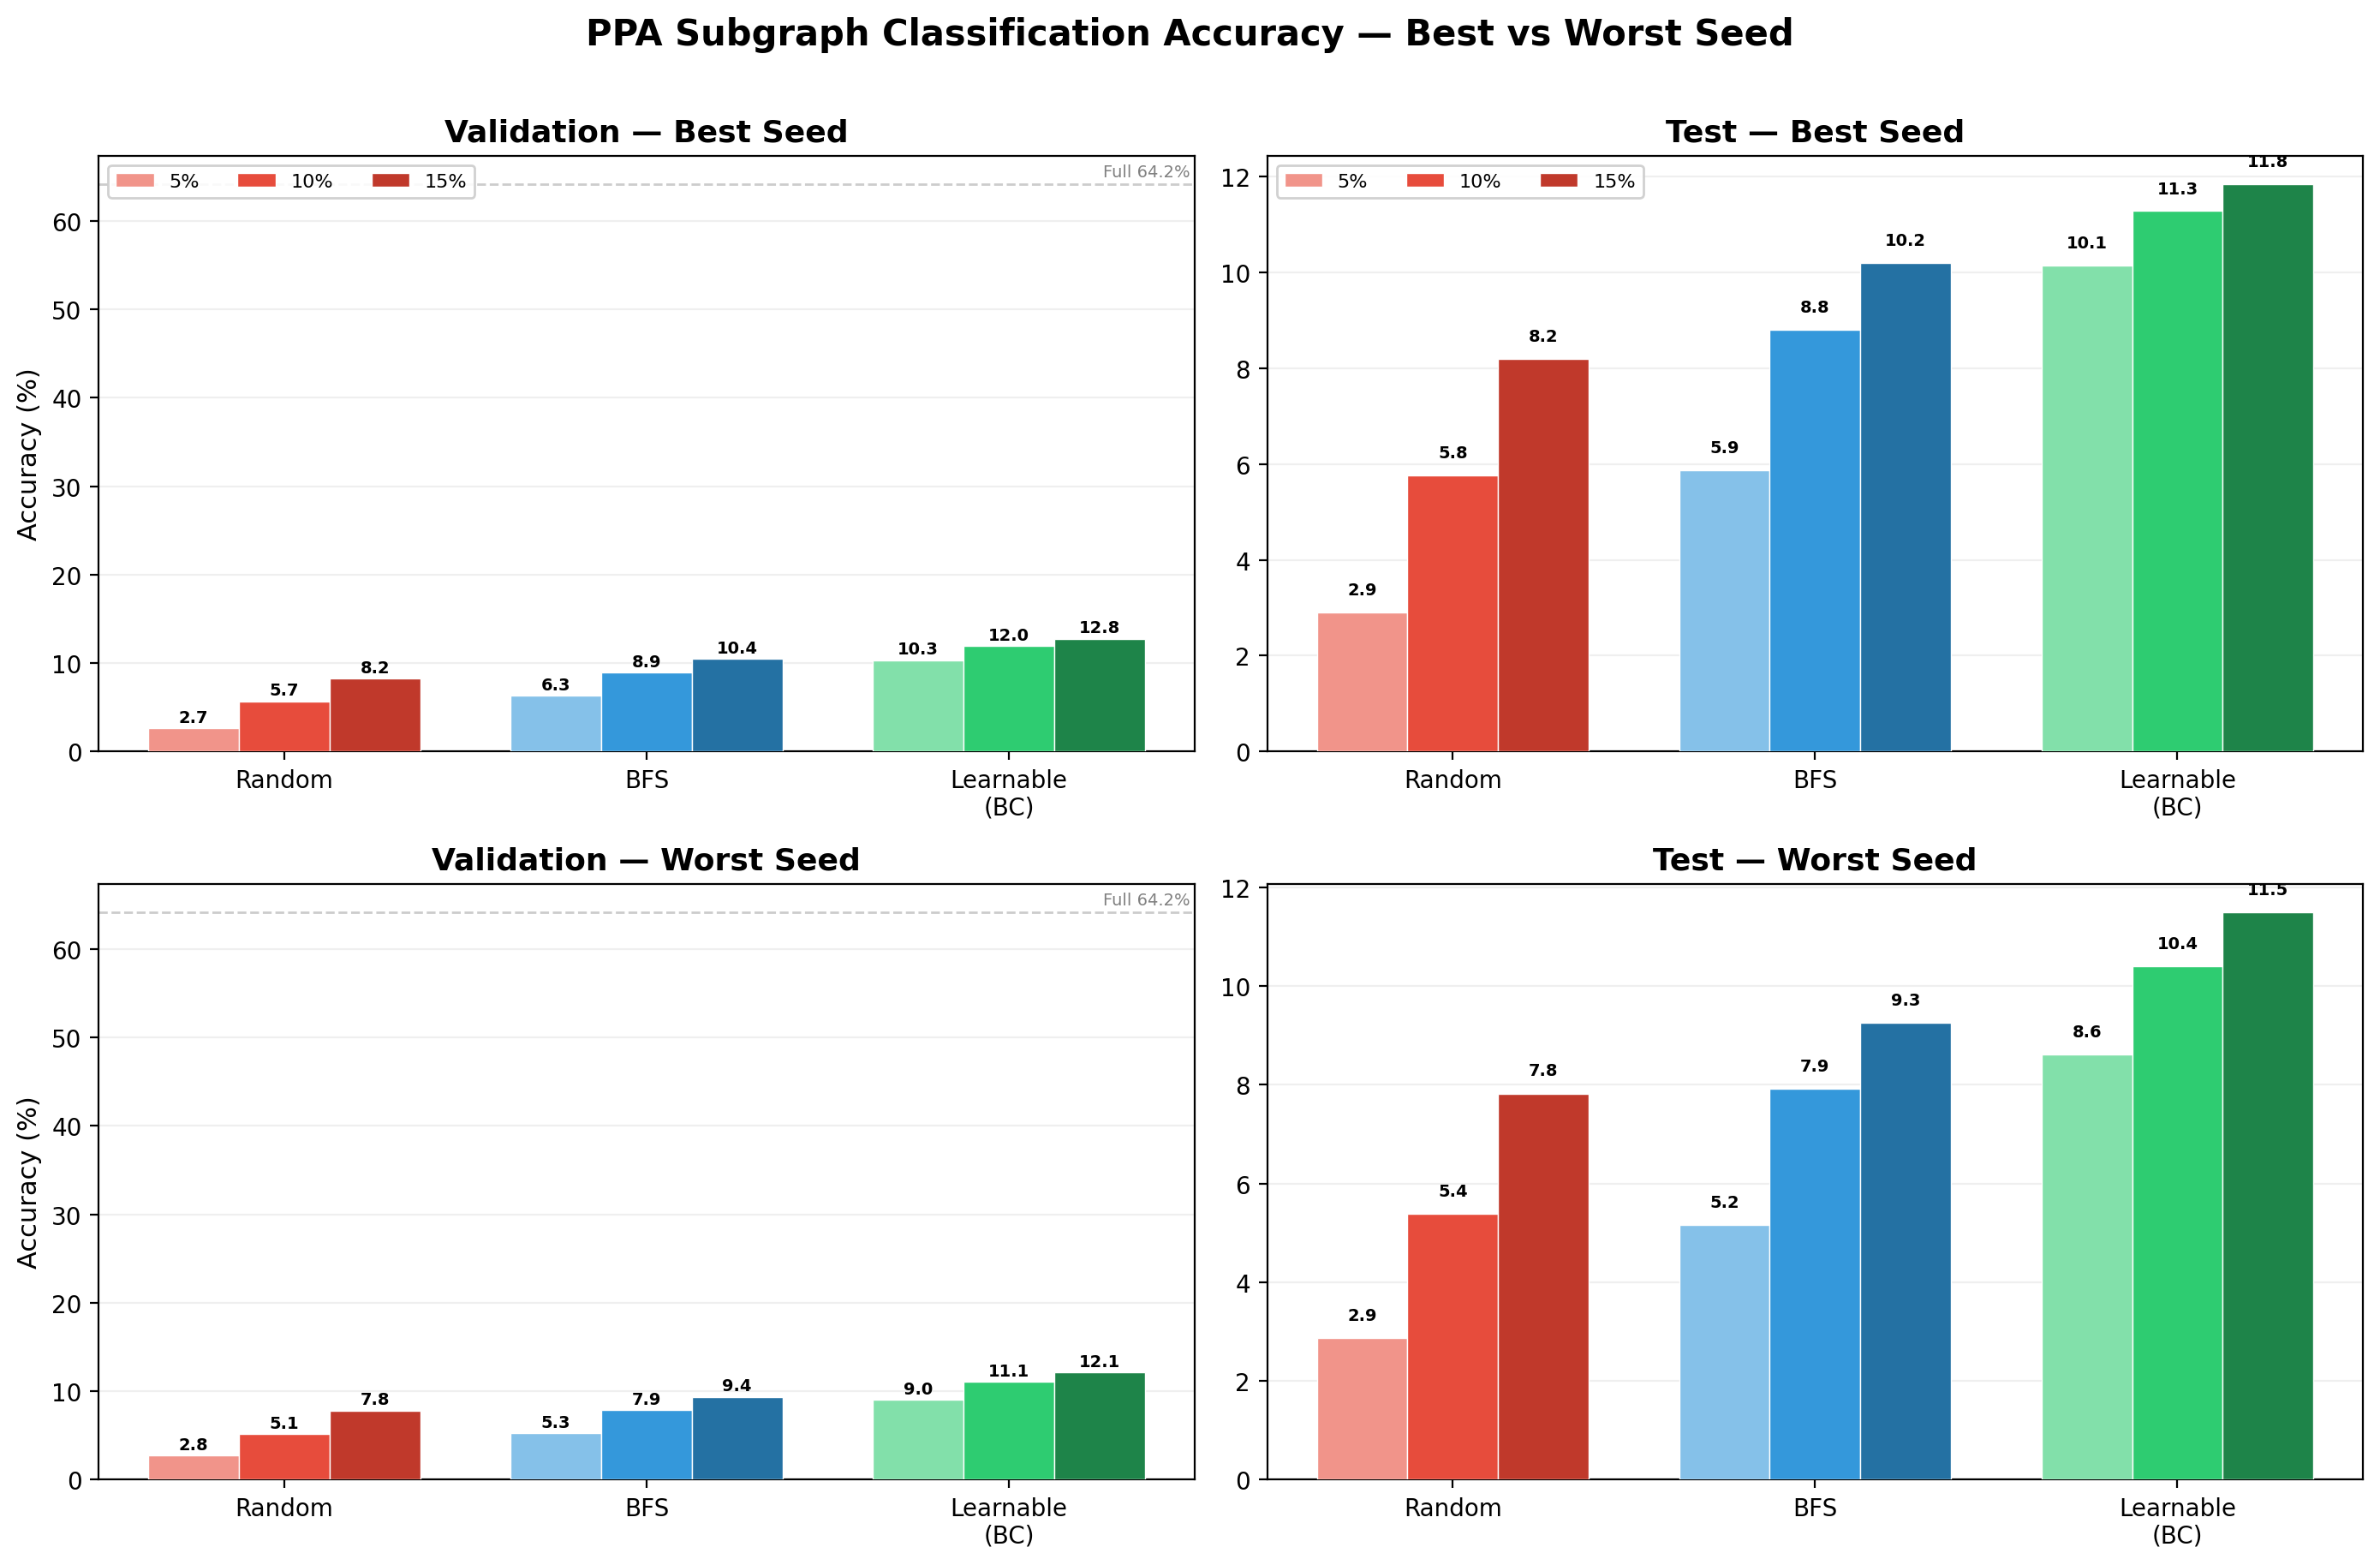 PPA Subgraph Classification Accuracy — Best vs Worst Seed
Validation — Best Seed
5% 10% 15%
Full 64.2%
Accuracy (%)
60
50
40
30
20
10
0
2.7 5.7 8.2 6.3 8.9 10.4 10.3 12.0 12.8
Random BFS Learnable
(BC)
Test — Best Seed
5% 10% 15%
12
10
8
6
4
2
0
2.9 5.8 8.2 5.9 8.8 10.2 10.1 11.3 11.8
Random BFS Learnable
(BC)
Validation — Worst Seed
Full 64.2%
Accuracy (%)
60
50
40
30
20
10
0
2.8 5.1 7.8 5.3 7.9 9.4 9.0 11.1 12.1
Random BFS Learnable
(BC)
Test — Worst Seed
12
10
8
6
4
2
0
2.9 5.4 7.8 5.2 7.9 9.3 8.6 10.4 11.5
Random BFS Learnable
(BC)